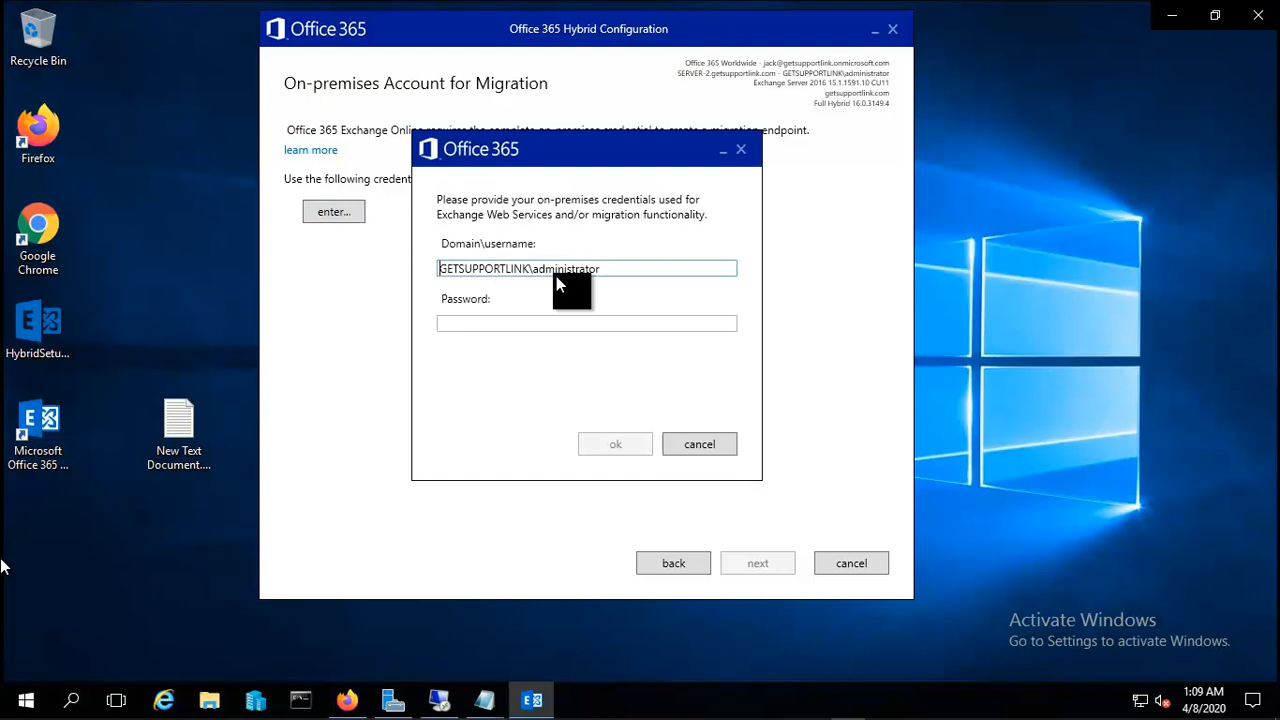 Recycle Bin
Firefox
Google
Chrome
HybridSetu...
Microsoft
Office 365 ...
New Text
Document....
Office 365
Office 365 Hybrid Configuration
On-premises Account for Migration
Office 365 Worldwide - jack@getsupportlink.onmicrosoft.com
SERVER-2.getsupportlink.com - GETSUPPORTLINK\administrator
Exchange Server 2016 15.1.1591.10 CU11
getsupportlink.com
Full Hybrid 16.0.3149.4
Office 365 Exchange Onli
endpoint.
learn more
Use the following credent
enter...
Office 365
Please provide your on-premises credentials used for
Exchange Web Services and/or migration functionality.
Domain\username:
GETSUPPORTLINK\administrator
Password:
ok
cancel
back
next
cancel
Activate Windows
Go to Settings to activate Windows.
1:09 AM
4/8/2020